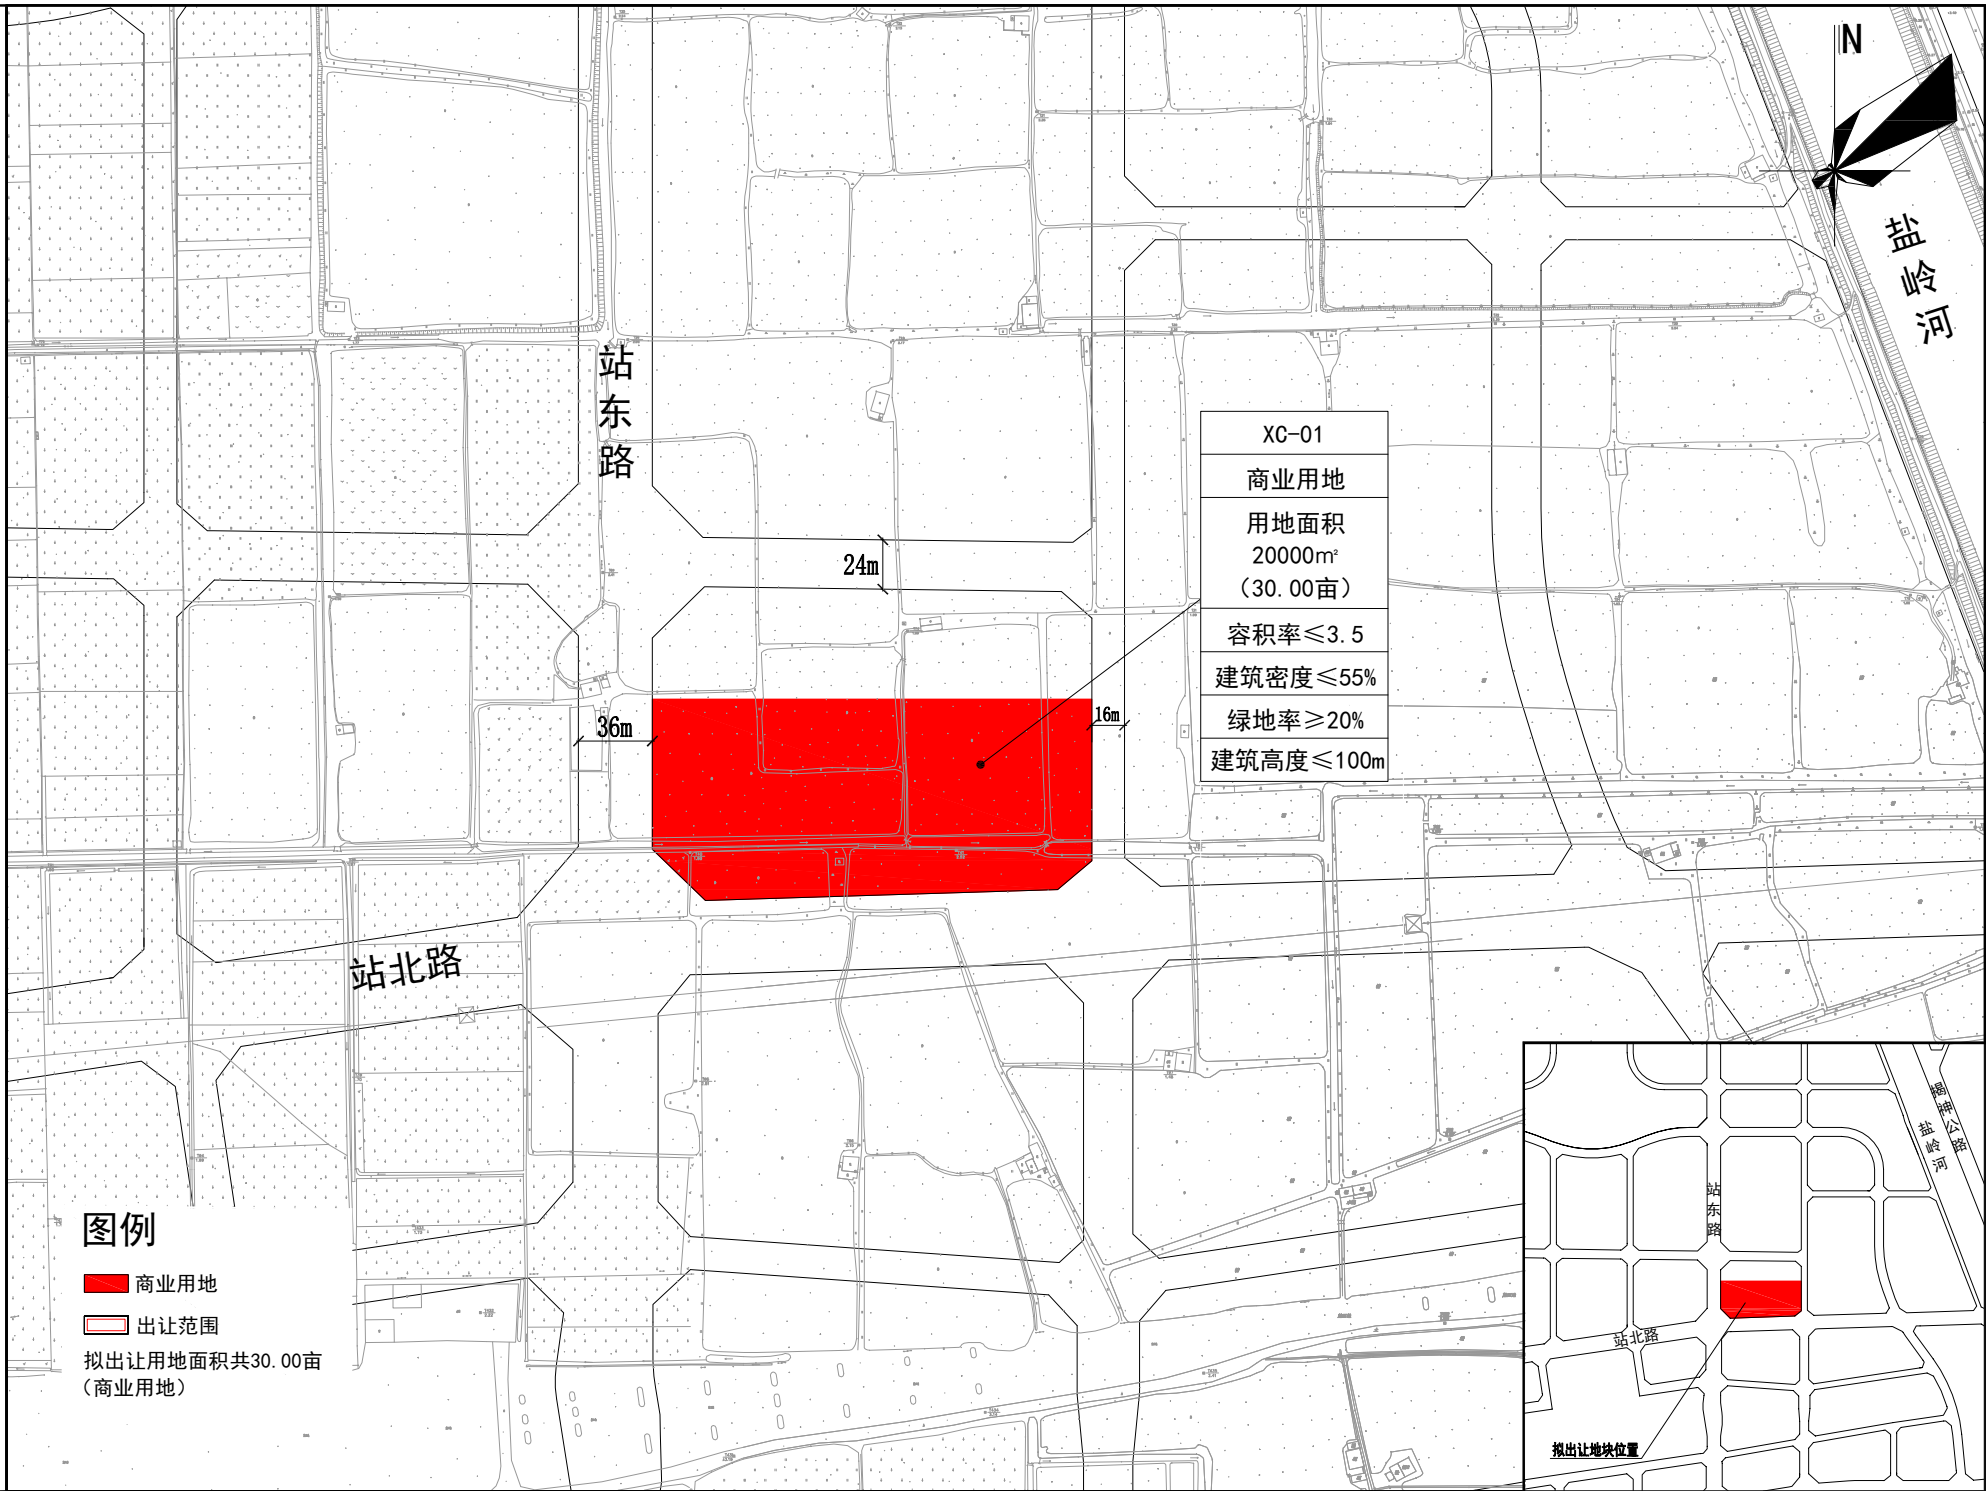 N
盐岭河
站东路
XC-01
商业用地
用地面积
20000㎡
（30.00亩）
容积率≤3.5
建筑密度≤55%
绿地率≥20%
建筑高度≤100m
24m
36m
16m
站北路
图例
商业用地
出让范围
拟出让用地面积共30.00亩
（商业用地）
揭神公路
盐岭河
站东路
站北路
拟出让地块位置